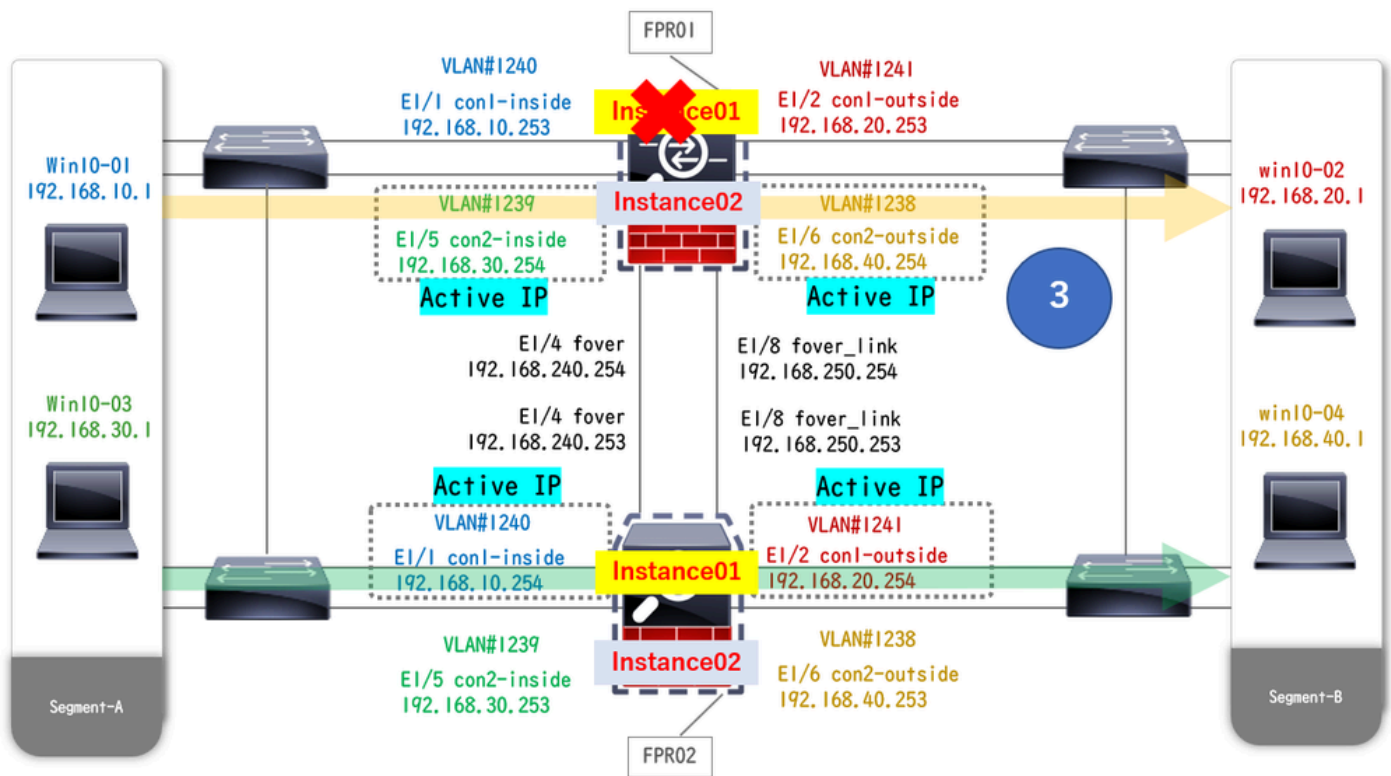 FPR01
VLAN#1240
E1/1 con1-inside
192.168.10.253
Instance01
VLAN#1241
E1/2 con1-outside
192.168.20.253
Win10-01
192.168.10.1
win10-02
192.168.20.1
VLAN#1239
E1/5 con2-inside
192.168.30.254
Active IP
Instance02
VLAN#1238
E1/6 con2-outside
192.168.40.254
Active IP
3
E1/4 fover
192.168.240.254
E1/8 fover_link
192.168.250.254
Win10-03
192.168.30.1
win10-04
192.168.40.1
E1/4 fover
192.168.240.253
E1/8 fover_link
192.168.250.253
Active IP
VLAN#1240
E1/1 con1-inside
192.168.10.254
Instance01
Active IP
VLAN#1241
E1/2 con1-outside
192.168.20.254
VLAN#1239
E1/5 con2-inside
192.168.30.253
Instance02
VLAN#1238
E1/6 con2-outside
192.168.40.253
Segment-A
Segment-B
FPR02